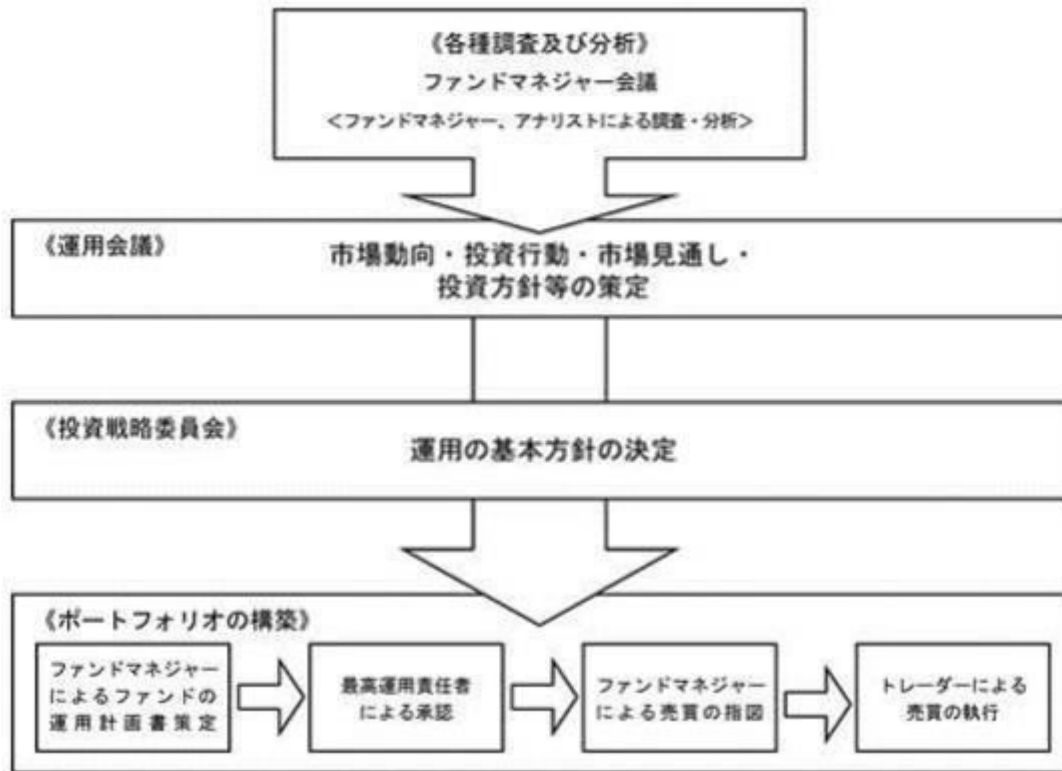 《各種調査及び分析》
ファンドマネジャー会議
<ファンドマネジャー、アナリストによる調査・分析>
《運用会議》
市場動向・投資行動・市場見通し・
投資方針等の策定
《投資戦略委員会》
運用の基本方針の決定
《ポートフォリオの構築》
ファンドマネジャー
によるファンドの
運用計画書策定
最高運用責任者
による承認
ファンドマネジャー
による売買の指図
トレーダーによる
売買の執行